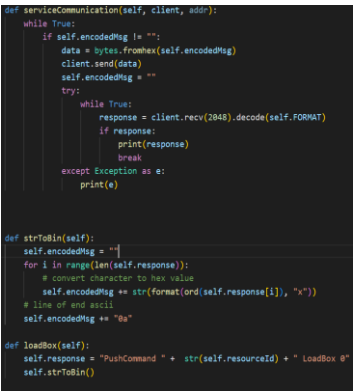 def serviceCommunication(self, client, addr):
    while True:
        if self.encodedMsg != "":
            data = bytes.fromhex(self.encodedMsg)
            client.send(data)
            self.encodedMsg = ""
            try:
                while True:
                    response = client.recv(2048).decode(self.FORMAT)
                    if response:
                        print(response)
                        break
            except Exception as e:
                print(e)
def strToBin(self):
    self.encodedMsg = ""
    for i in range(len(self.response)):
        # convert character to hex value
        self.encodedMsg += str(format(ord(self.response[i]), "x"))
    # line of end ascii
    self.encodedMsg += "0a"
def loadBox(self):
    self.response = "PushCommand " +  str(self.resourceId) + " LoadBox 0"
    self.strToBin()